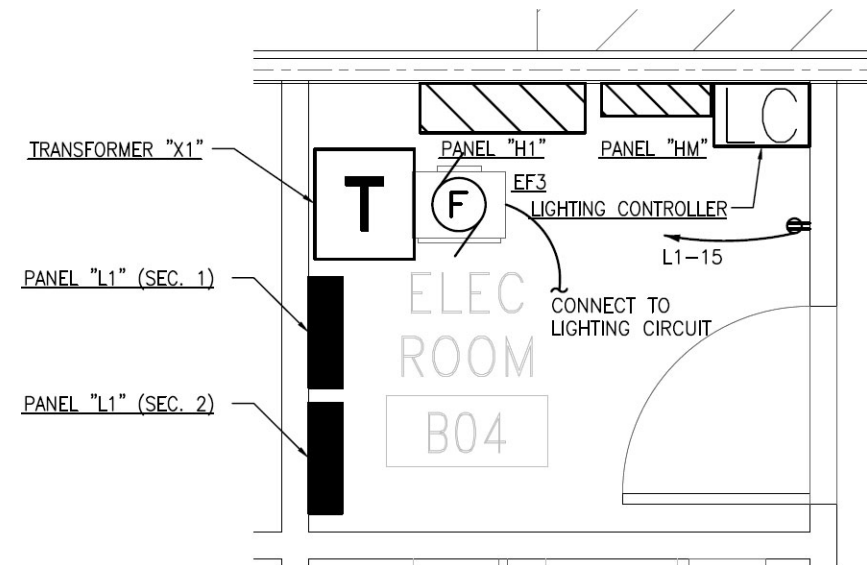 TRANSFORMER "X1"
PANEL "H1"
PANEL "HM"
LC
T
F
EF3
LIGHTING CONTROLLER
L1-15
PANEL "L1" (SEC. 1)
ELEC
ROOM
CONNECT TO
LIGHTING CIRCUIT
PANEL "L1" (SEC. 2)
B04